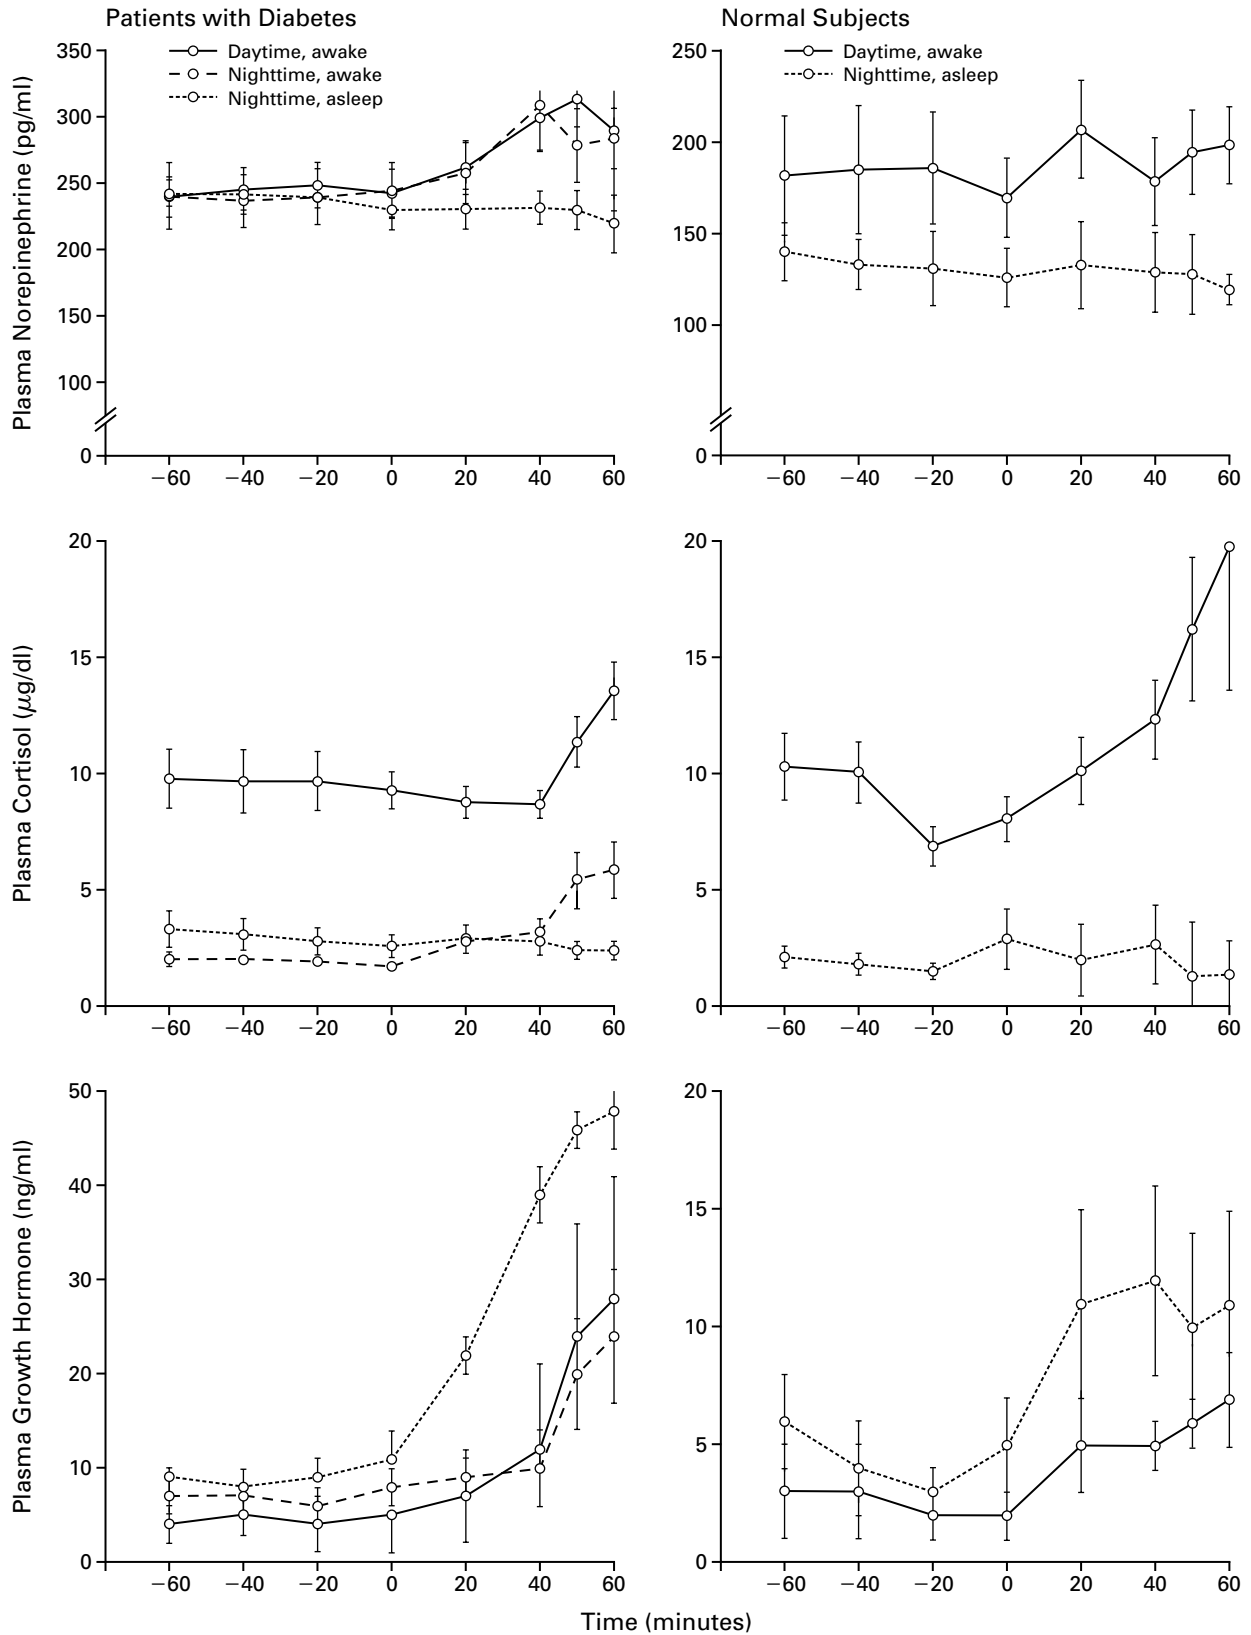 Patients with Diabetes
Daytime, awake
Nighttime, awake
Nighttime, asleep
Plasma Norepinephrine (pg/ml)
350
300
250
200
150
100
0
−60 −40 −20 0 20 40 60
Normal Subjects
Daytime, awake
Nighttime, asleep
250
200
150
100
0
−60 −40 −20 0 20 40 60
Plasma Cortisol (μg/dl)
20
15
10
5
0
−60 −40 −20 0 20 40 60
20
15
10
5
0
−60 −40 −20 0 20 40 60
Plasma Growth Hormone (ng/ml)
50
40
30
20
10
0
−60 −40 −20 0 20 40 60
20
15
10
5
0
−60 −40 −20 0 20 40 60
Time (minutes)